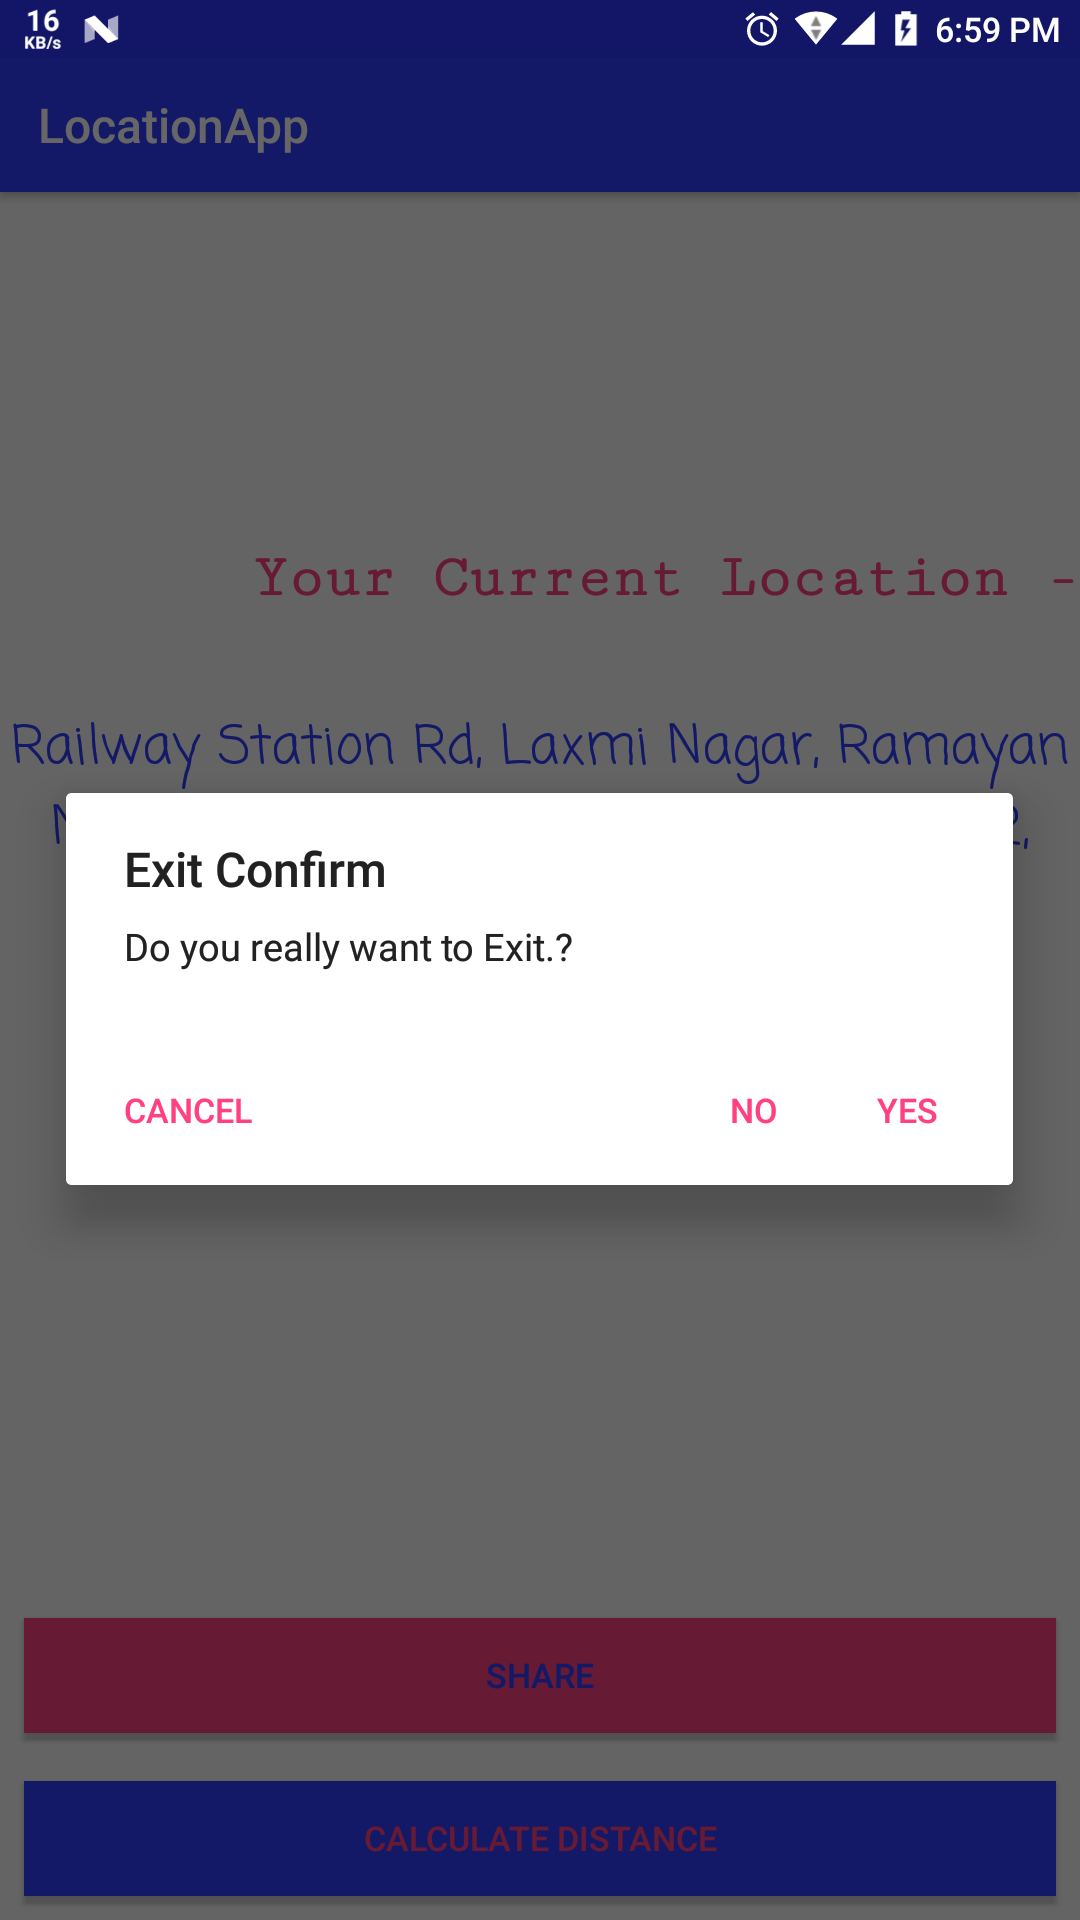 16
KB/s
6:59 PM
LocationApp
Your Current Location -
Railway Station Rd, Laxmi Nagar, Ramayan
Exit Confirm
Do you really want to Exit.?
CANCEL
NO
YES
SHARE
CALCULATE DISTANCE